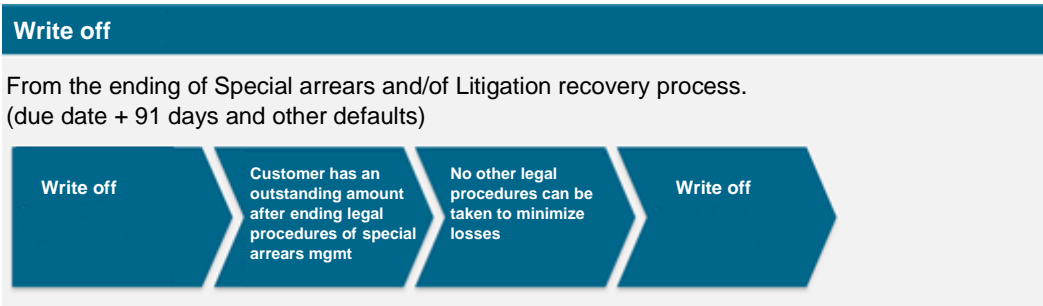 Write off
From the ending of Special arrears and/of Litigation recovery process.
(due date + 91 days and other defaults)
Write off
Customer has an
outstanding amount
after ending legal
procedures of special
arrears mgmt
No other legal
procedures can be
taken to minimize
losses
Write off